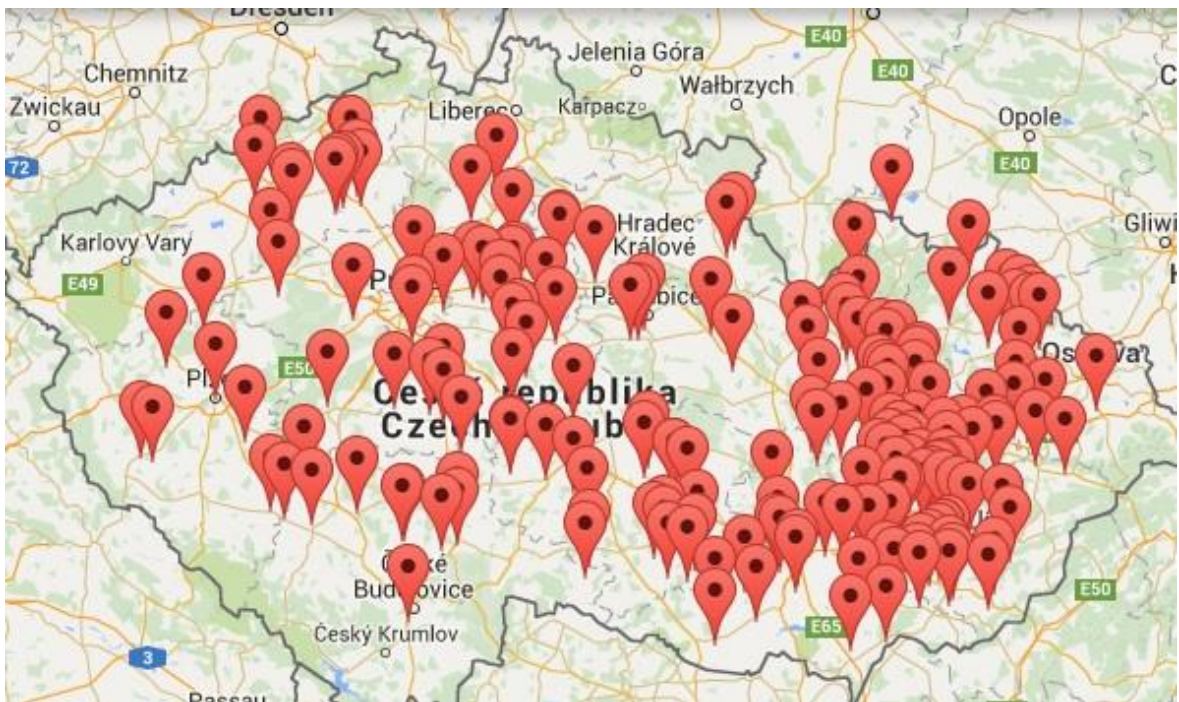 Dresden
E40
Jelenia Góra
Chemnitz
E40
Wałbrzych
Zwickau
Liberec
Karpacz
Opole
E40
72
Hradec
Králové
Gliwi
Karlovy Vary
E49
E50
Česká republika
Czech
České
Budějovice
E50
Český Krumlov
E65
3
Passau